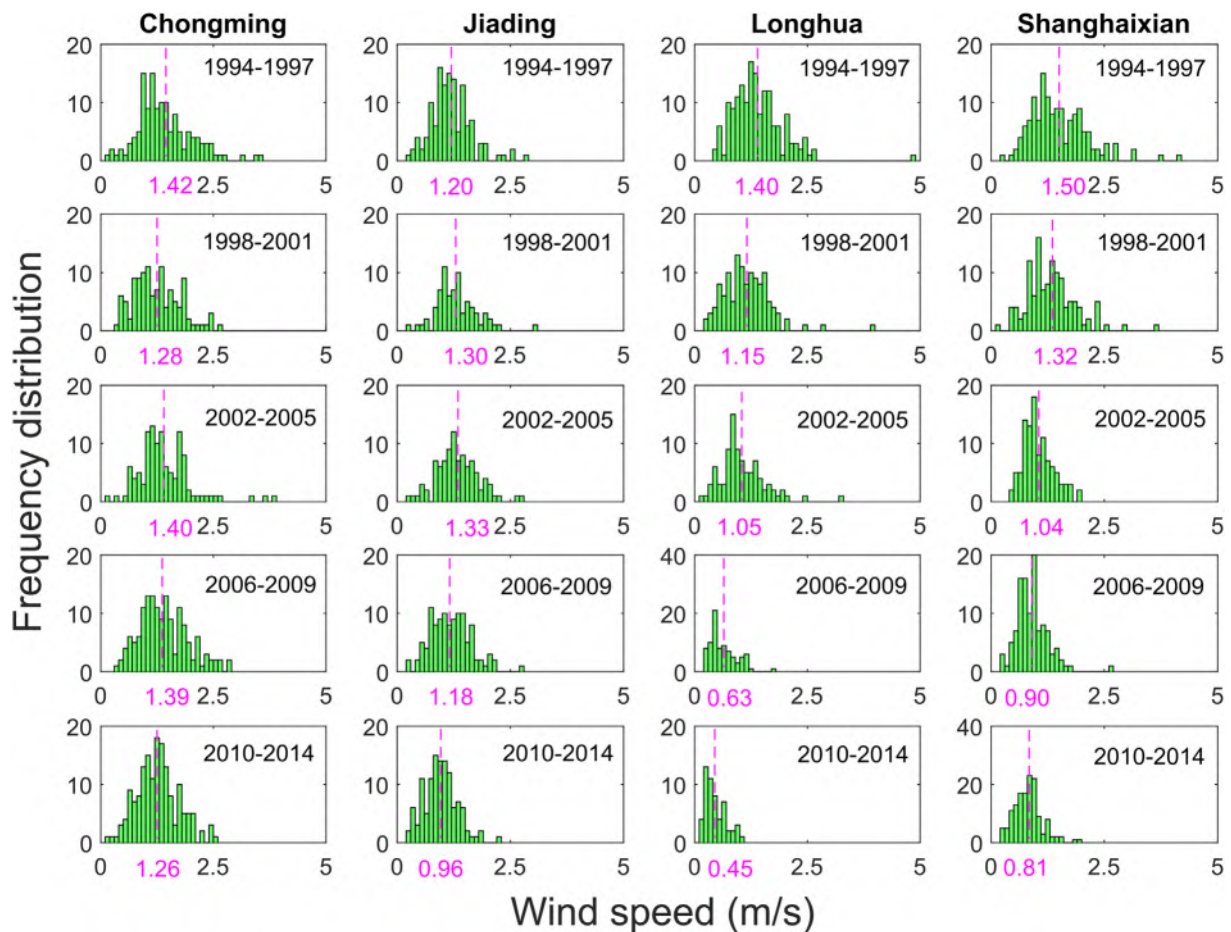 Chongming Jiading Longhua Shanghaixian
20 20 20 20
1994-1997 1994-1997 1994-1997 1994-1997
10 10 10 10
0 0 0 0
0 1.42 2.5 5 0 1.20 2.5 5 0 1.40 2.5 5 0 1.50 2.5 5
20 20 20 20
1998-2001 1998-2001 1998-2001 1998-2001
10 10 10 10
0 0 0 0
0 1.28 2.5 5 0 1.30 2.5 5 0 1.15 2.5 5 0 1.32 2.5 5
Frequency distribution
20 20 20 20
2002-2005 2002-2005 2002-2005 2002-2005
10 10 10 10
0 0 0 0
0 1.40 2.5 5 0 1.33 2.5 5 0 1.05 2.5 5 0 1.04 2.5 5
20 20 40 20
2006-2009 2006-2009 2006-2009 2006-2009
10 10 20 10
0 0 0 0
0 1.39 2.5 5 0 1.18 2.5 5 0 0.63 2.5 5 0 0.90 2.5 5
20 20 20 40
2010-2014 2010-2014 2010-2014 2010-2014
10 10 10 20
0 0 0 0
0 1.26 2.5 5 0 0.96 2.5 5 0 0.45 2.5 5 0 0.81 2.5 5
Wind speed (m/s)